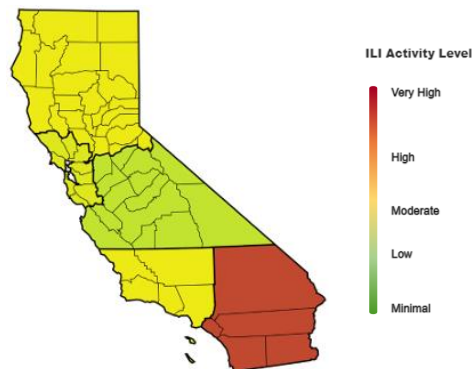 ILI Activity Level
Very High
High
Moderate
Low
Minimal